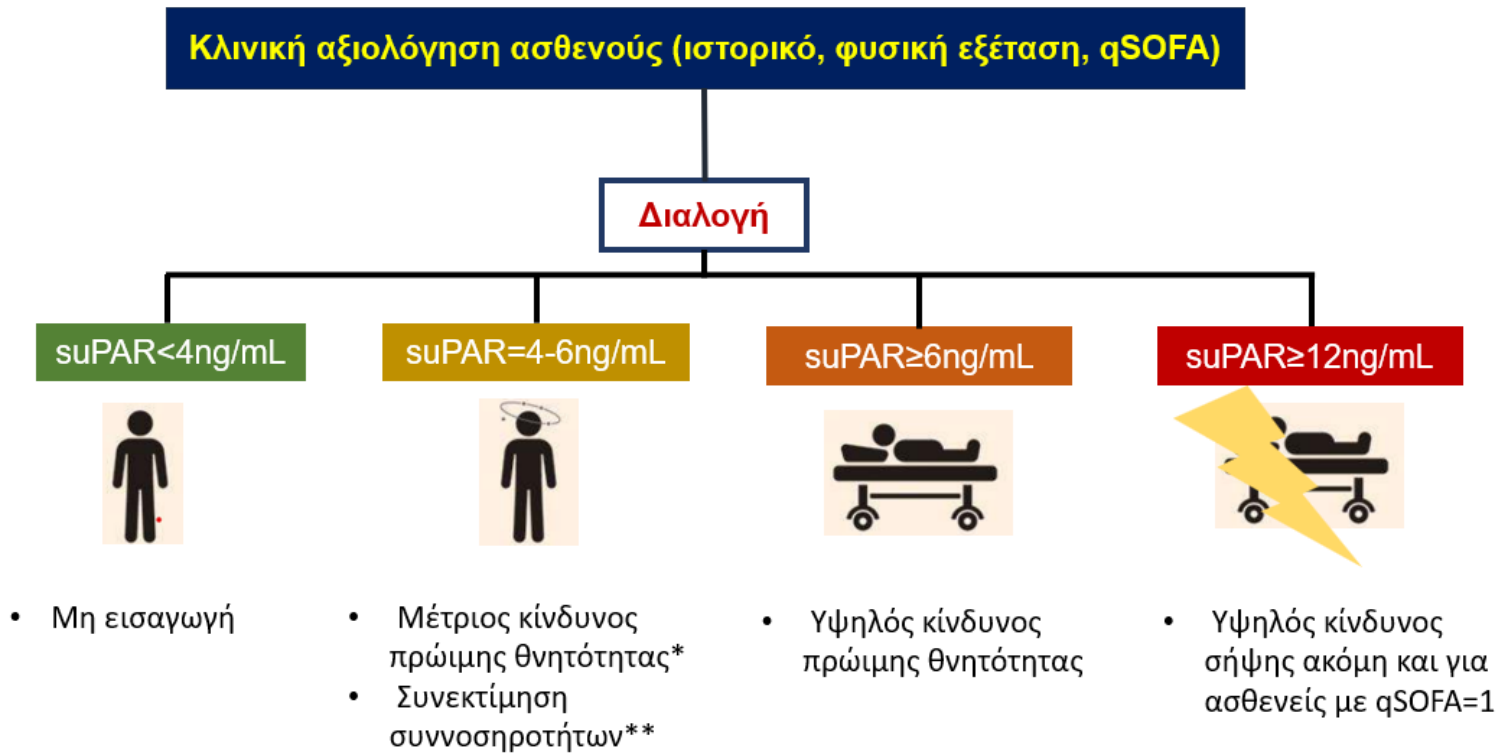 Κλινική αξιολόγηση ασθενούς (ιστορικό, φυσική εξέταση, qSOFA)
Διαλογή
suPAR<4ng/mL
suPAR=4-6ng/mL
suPAR≥6ng/mL
suPAR≥12ng/mL
• Μη εισαγωγή
• Μέτριος κίνδυνος
πρώιμης θνητότητας*
• Συνεκτίμηση
συννοσηροτήτων**
• Υψηλός κίνδυνος
πρώιμης θνητότητας
• Υψηλός κίνδυνος
σήψης ακόμη και για
ασθενείς με qSOFA=1